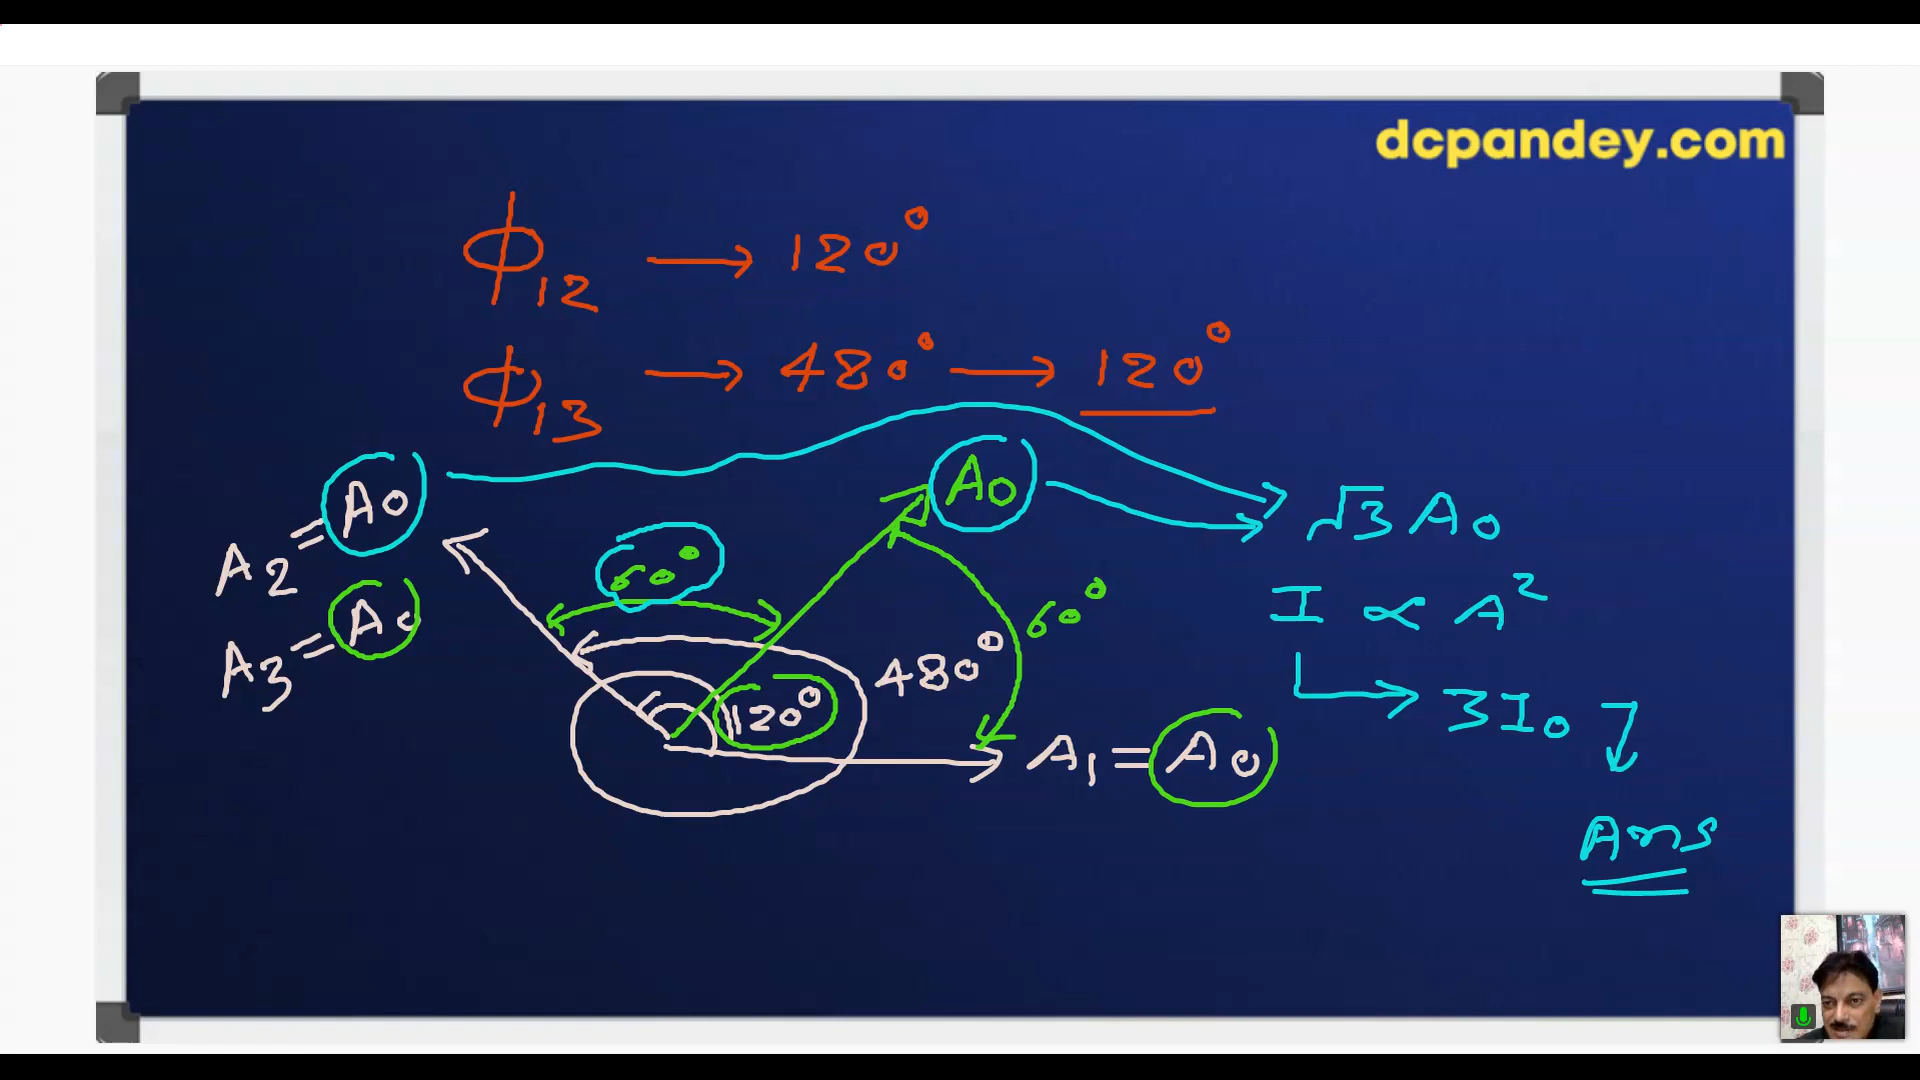 dcpandey.com
ϕ12 → 120°
ϕ13 → 480° → 120°
A2 = A0
A0
√3 A0
60°
A3 = A0
60°
I ∝ A²
480°
120°
→ 3I0
A1 = A0
Ans